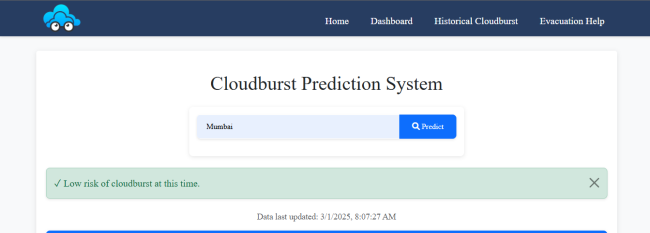 Home Dashboard Historical Cloudburst Evacuation Help
Cloudburst Prediction System
Mumbai Predict
✓ Low risk of cloudburst at this time.
Data last updated: 3/1/2025, 8:07:27 AM